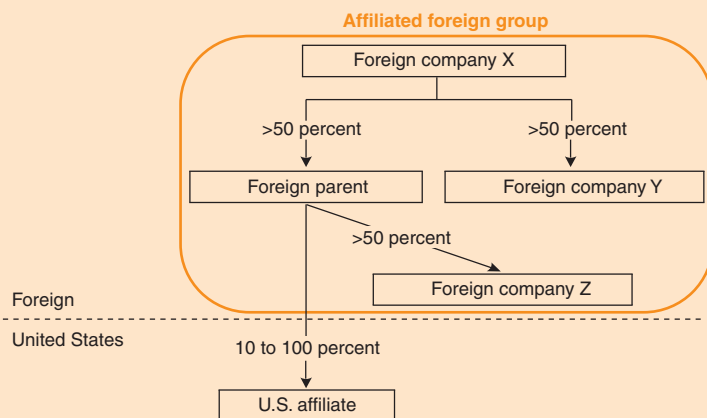 Affiliated foreign group
Foreign company X
>50 percent
>50 percent
Foreign parent
Foreign company Y
>50 percent
Foreign company Z
Foreign
United States
10 to 100 percent
U.S. affiliate